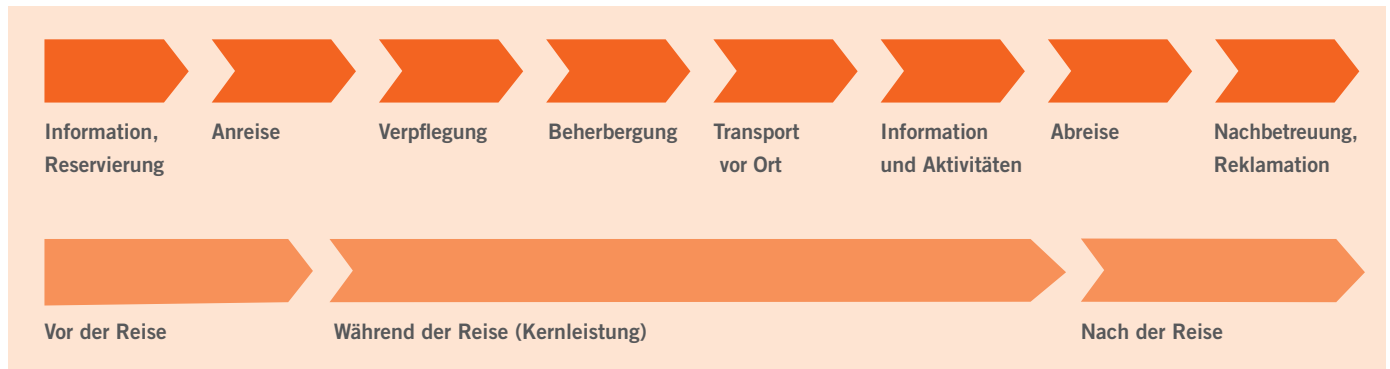 Information,
Reservierung
Anreise
Verpflegung
Beherbergung
Transport
vor Ort
Information
und Aktivitäten
Abreise
Nachbetreuung,
Reklamation
Vor der Reise
Während der Reise (Kernleistung)
Nach der Reise